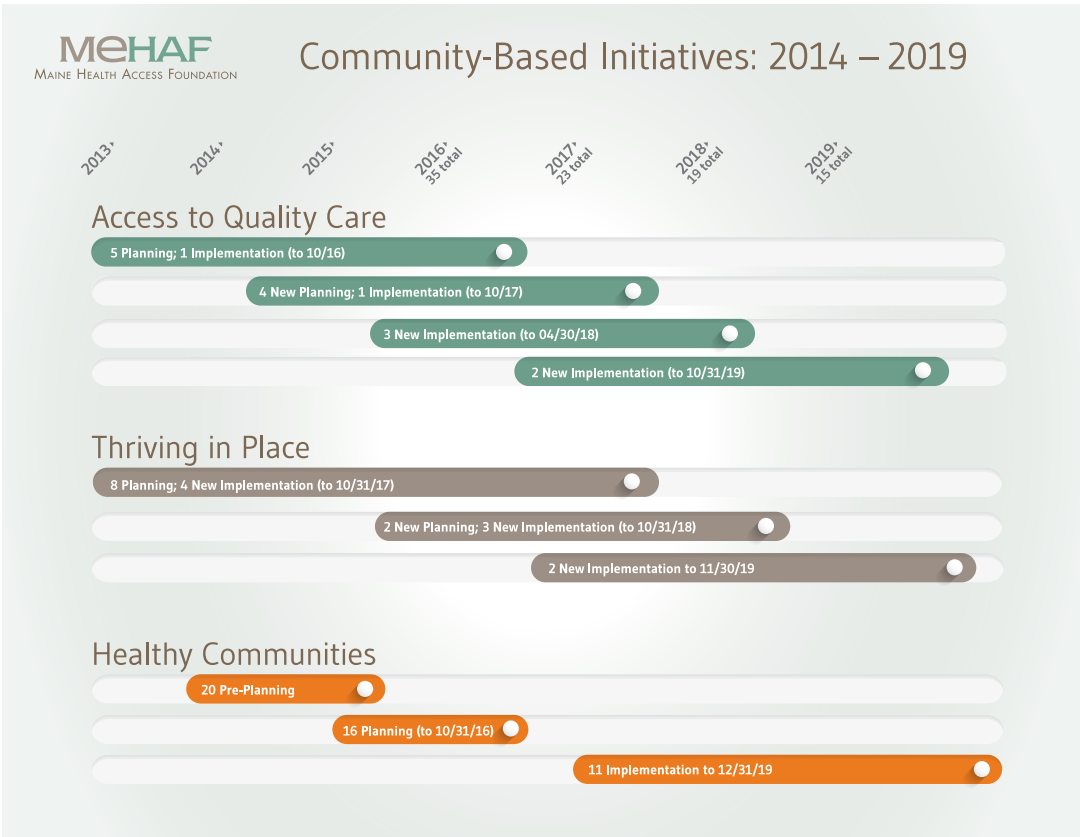 MeHAF
MAINE HEALTH ACCESS FOUNDATION
Community-Based Initiatives: 2014 – 2019
2013
2014
2015
2016
35 total
2017
23 total
2018
19 total
2019
15 total
Access to Quality Care
5 Planning; 1 Implementation (to 10/16)
4 New Planning; 1 Implementation (to 10/17)
3 New Implementation (to 04/30/18)
2 New Implementation (to 10/31/19)
Thriving in Place
8 Planning; 4 New Implementation (to 10/31/17)
2 New Planning; 3 New Implementation (to 10/31/18)
2 New Implementation to 11/30/19
Healthy Communities
20 Pre-Planning
16 Planning (to 10/31/16)
11 Implementation to 12/31/19